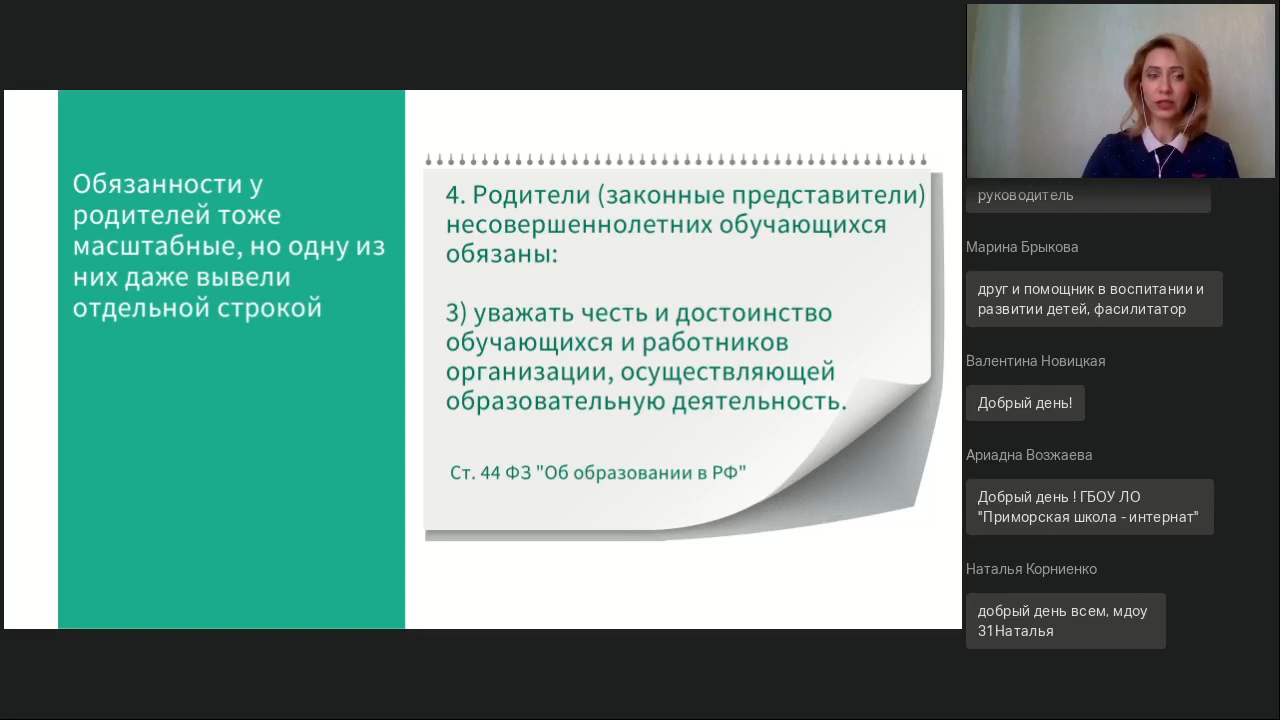 Обязанности у
родителей тоже
масштабные, но одну из
них даже вывели
отдельной строкой
4. Родители (законные представители)
несовершеннолетних обучающихся
обязаны:
3) уважать честь и достоинство
обучающихся и работников
организации, осуществляющей
образовательную деятельность.
Ст. 44 ФЗ "Об образовании в РФ"
руководитель
Марина Брыкова
друг и помощник в воспитании и
развитии детей, фасилитатор
Валентина Новицкая
Добрый день!
Ариадна Возжаева
Добрый день ! ГБОУ ЛО
"Приморская школа - интернат"
Наталья Корниенко
добрый день всем, мдоу
31Наталья